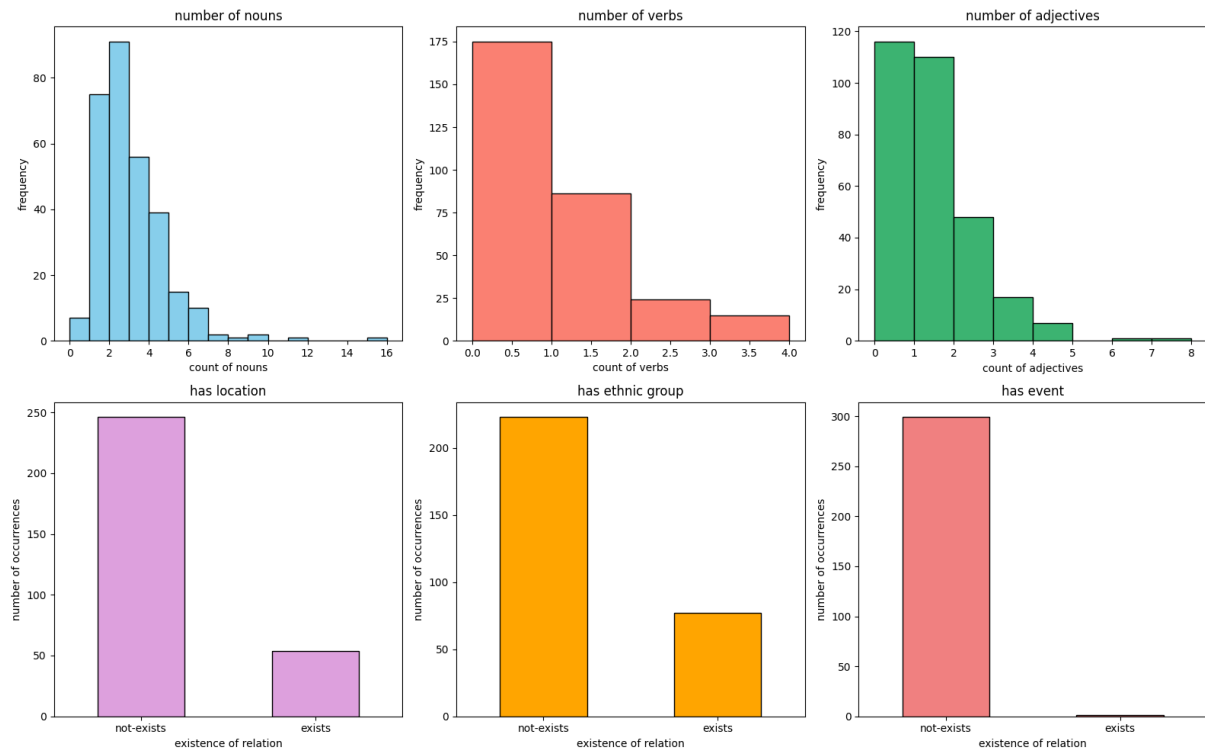 number of nouns
frequency
80
60
40
20
0
0 2 4 6 8 10 12 14 16
count of nouns
number of verbs
frequency
175
150
125
100
75
50
25
0
0.0 0.5 1.0 1.5 2.0 2.5 3.0 3.5 4.0
count of verbs
number of adjectives
frequency
120
100
80
60
40
20
0
0 1 2 3 4 5 6 7 8
count of adjectives
has location
number of occurrences
250
200
150
100
50
0
not-exists exists
existence of relation
has ethnic group
number of occurrences
200
150
100
50
0
not-exists exists
existence of relation
has event
number of occurrences
300
250
200
150
100
50
0
not-exists exists
existence of relation